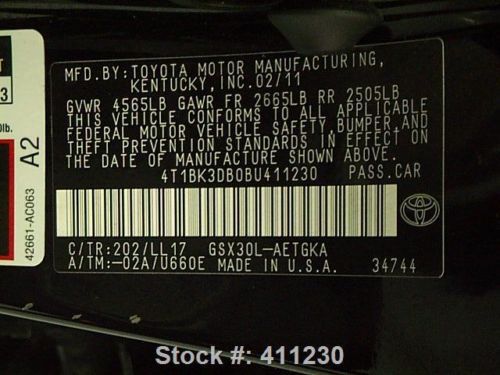 MFD.BY:TOYOTA MOTOR MANUFACTURING,
KENTUCKY,INC.02/11
GVWR 4565LB GAWR FR 2665LB RR 2505LB
THIS VEHICLE CONFORMS TO ALL APPLICABLE
FEDERAL MOTOR VEHICLE SAFETY,BUMPER,AND
THEFT PREVENTION STANDARDS IN EFFECT ON
THE DATE OF MANUFACTURE SHOWN ABOVE.
4T1BK3DB0BU411230 PASS.CAR
C/TR:202/LL17 GSX30L-AETGKA
A/TM:-02A/U660E MADE IN U.S.A. 34744
T
3
0lb.
A2
42661-AC063
Stock #: 411230